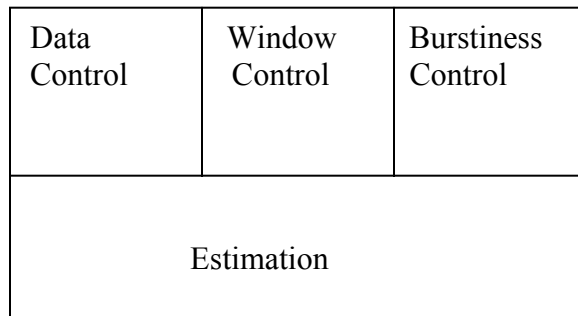 Data
Control
Window
Control
Burstiness
Control
Estimation